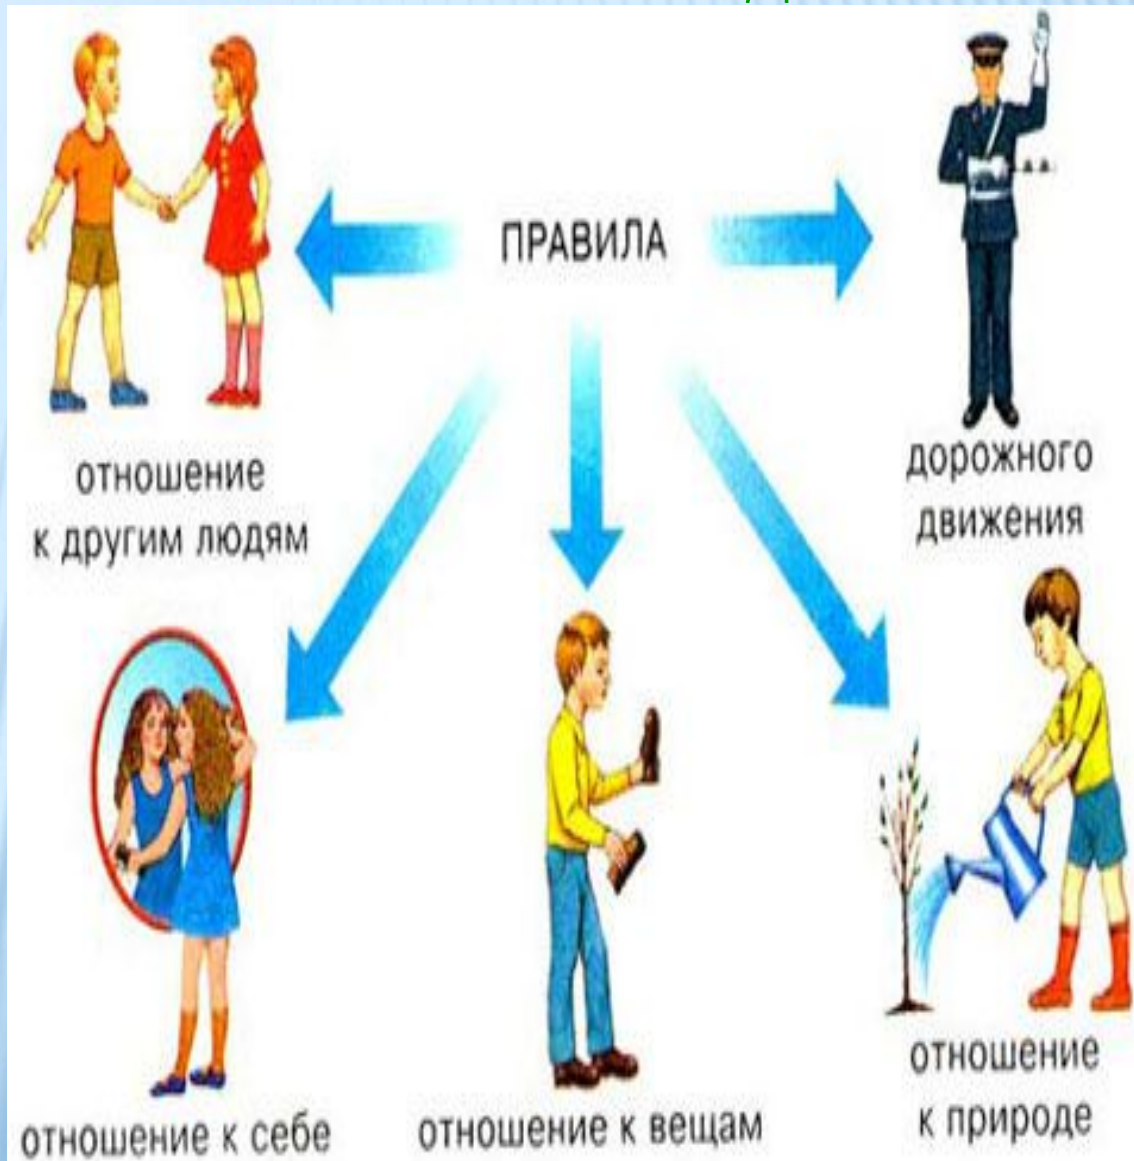 ПРАВИЛА
отношение
к другим людям
дорожного
движения
отношение к себе
отношение к вещам
отношение
к природе